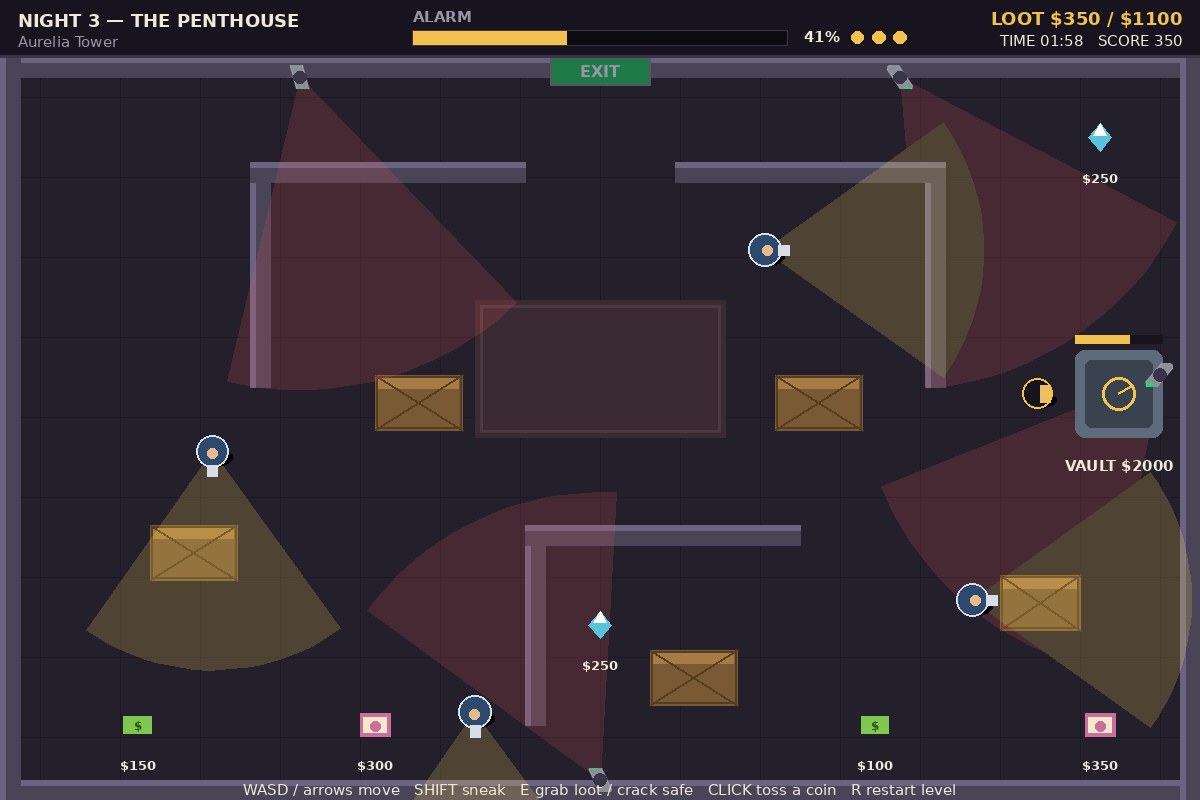 NIGHT 3 — THE PENTHOUSE
Aurelia Tower
ALARM
41%
LOOT $350 / $1100
TIME 01:58 SCORE 350
EXIT
$250
VAULT $2000
$250
$
$
$150
$300
$100
$350
WASD / arrows move SHIFT sneak E grab loot / crack safe CLICK toss a coin R restart level